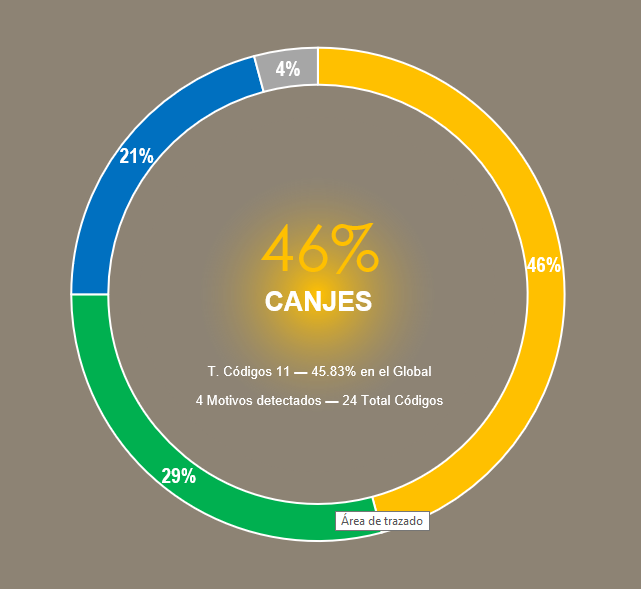 4%
21%
46%
46%
CANJES
T. Códigos 11 — 45.83% en el Global
4 Motivos detectados — 24 Total Códigos
29%
Área de trazado